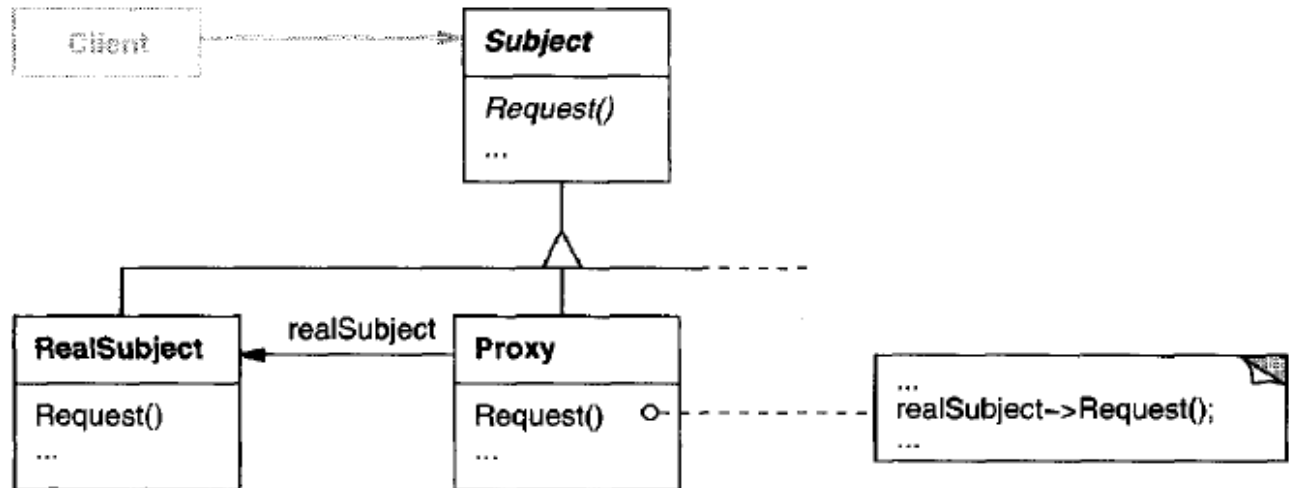 Client
Subject
Request()
...
realSubject
RealSubject
Request()
...
Proxy
Request()
...
...
realSubject->Request();
...